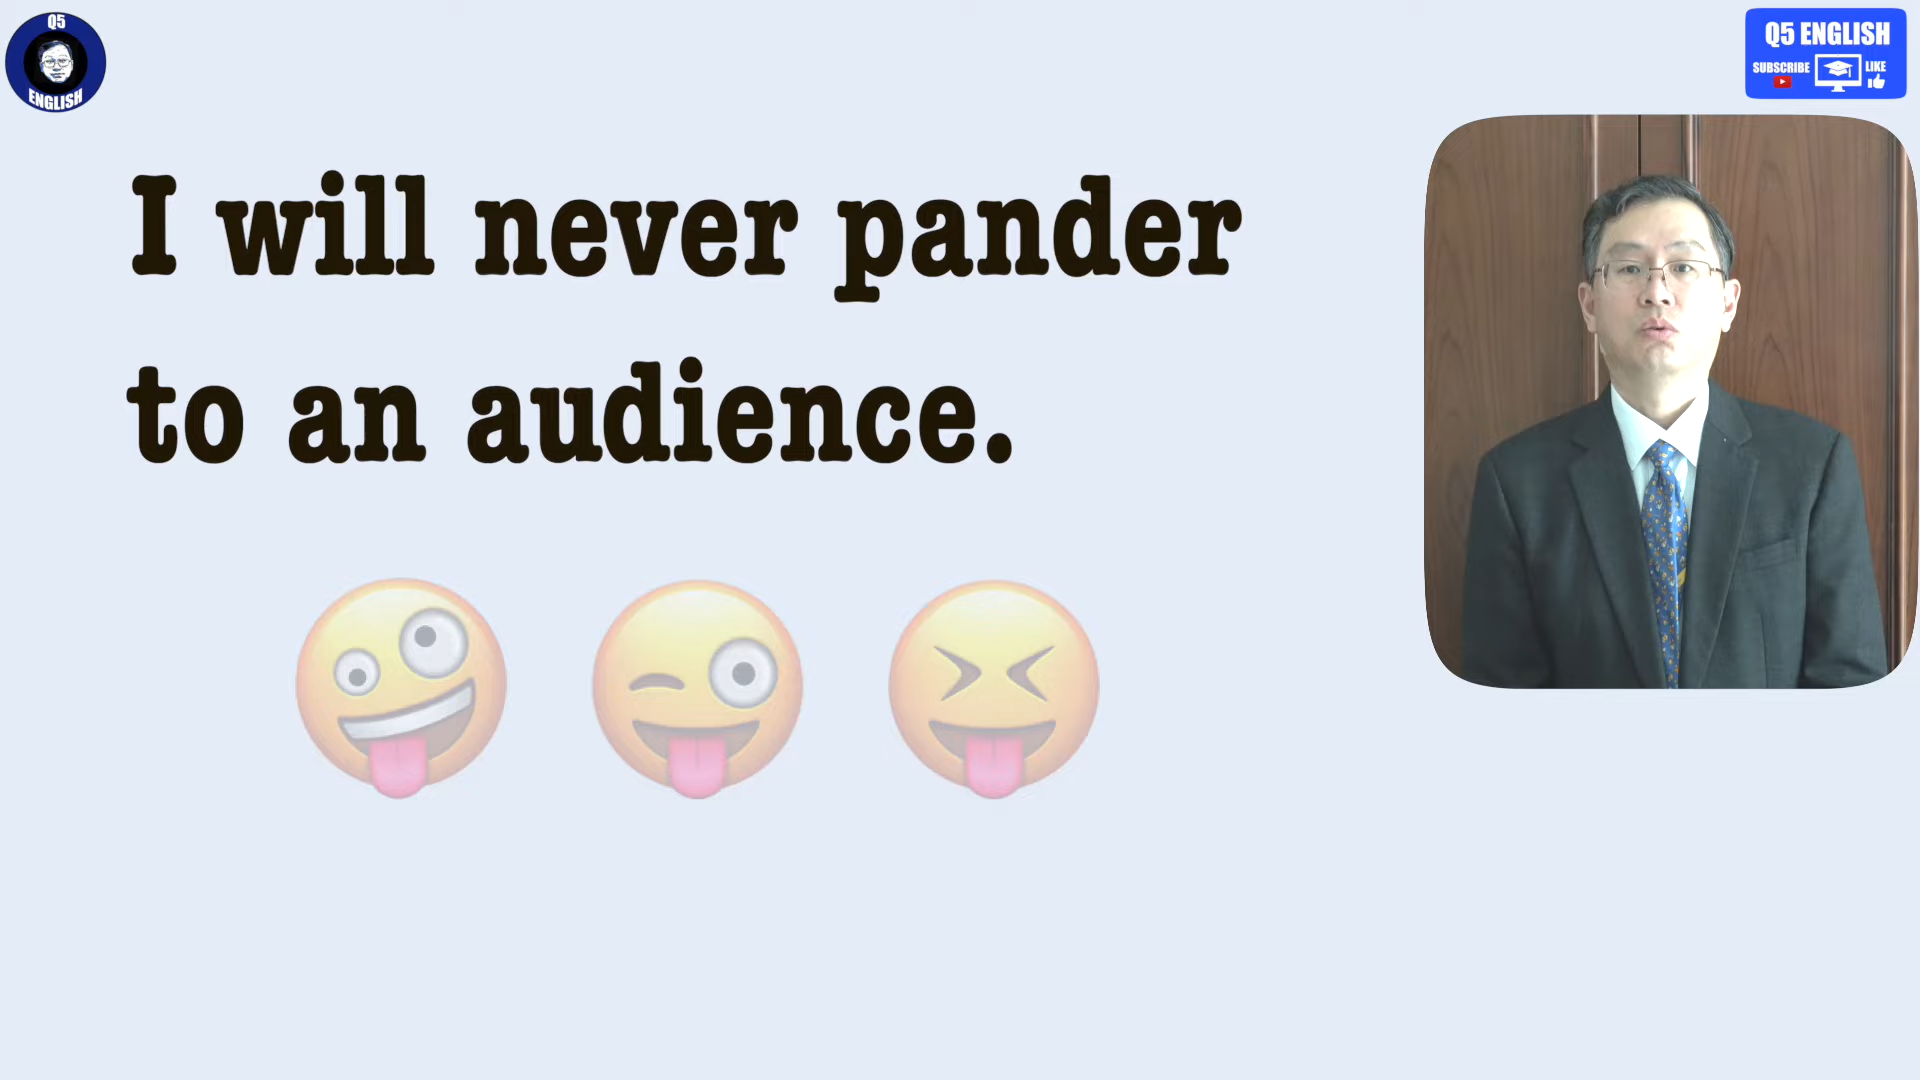 Q5
ENGLISH
Q5 ENGLISH
SUBSCRIBE
LIKE
I will never pander
to an audience.